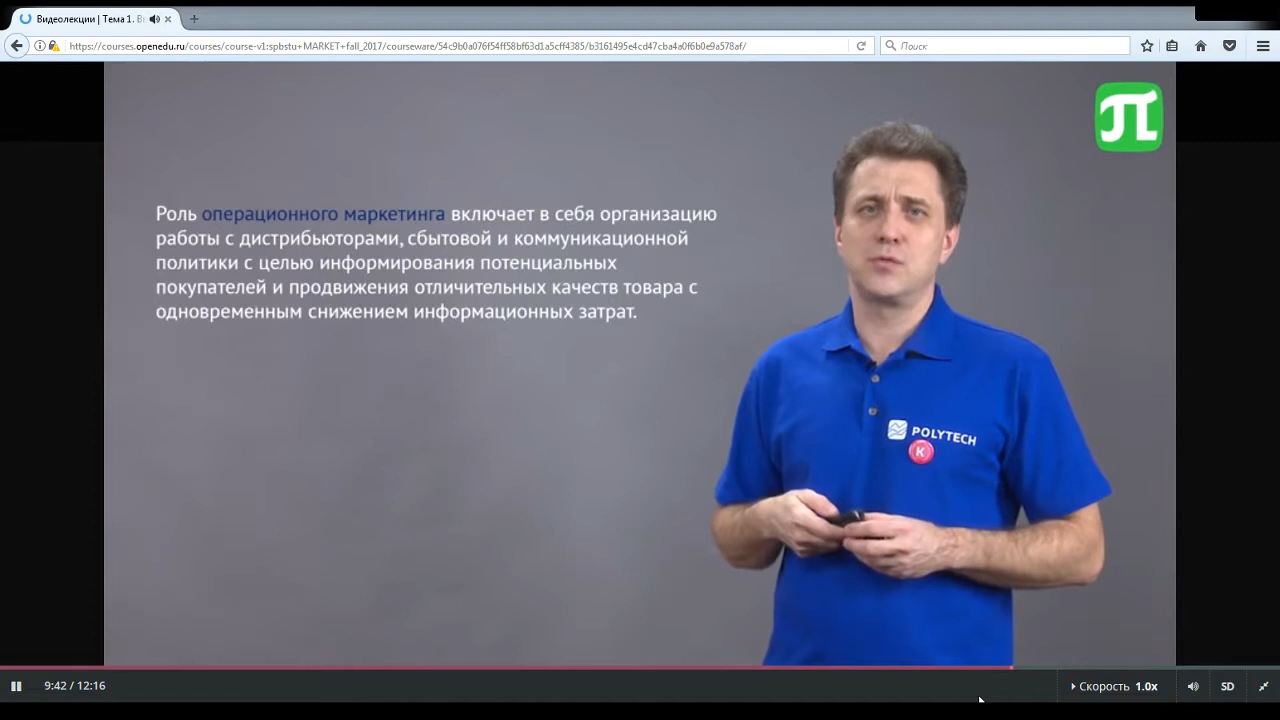 Видеолекции | Тема 1. В
https://courses.openedu.ru/courses/course-v1:spbstu+MARKET+fall_2017/courseware/54c9b0a076f54ff58bf63d1a5cff4385/b3161495e4cd47cba4a0f6b0e9a578af/
Поиск
Роль операционного маркетинга включает в себя организацию
работы с дистрибьюторами, сбытовой и коммуникационной
политики с целью информирования потенциальных
покупателей и продвижения отличительных качеств товара с
одновременным снижением информационных затрат.
POLYTECH
К
9:42 / 12:16
Скорость 1.0x
SD